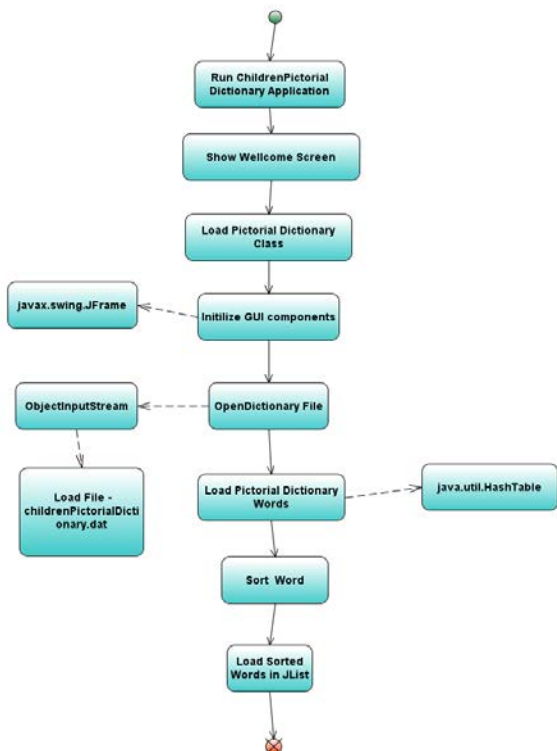 Run ChildrenPictorial
Dictionary Application
Show Wellcome Screen
Load Pictorial Dictionary
Class
javax.swing.JFrame
Initilize GUI components
ObjectInputStream
OpenDictionary File
Load File -
childrenPictorialDicti
onary.dat
Load Pictorial Dictionary
Words
java.util.HashTable
Sort Word
Load Sorted
Words in JList